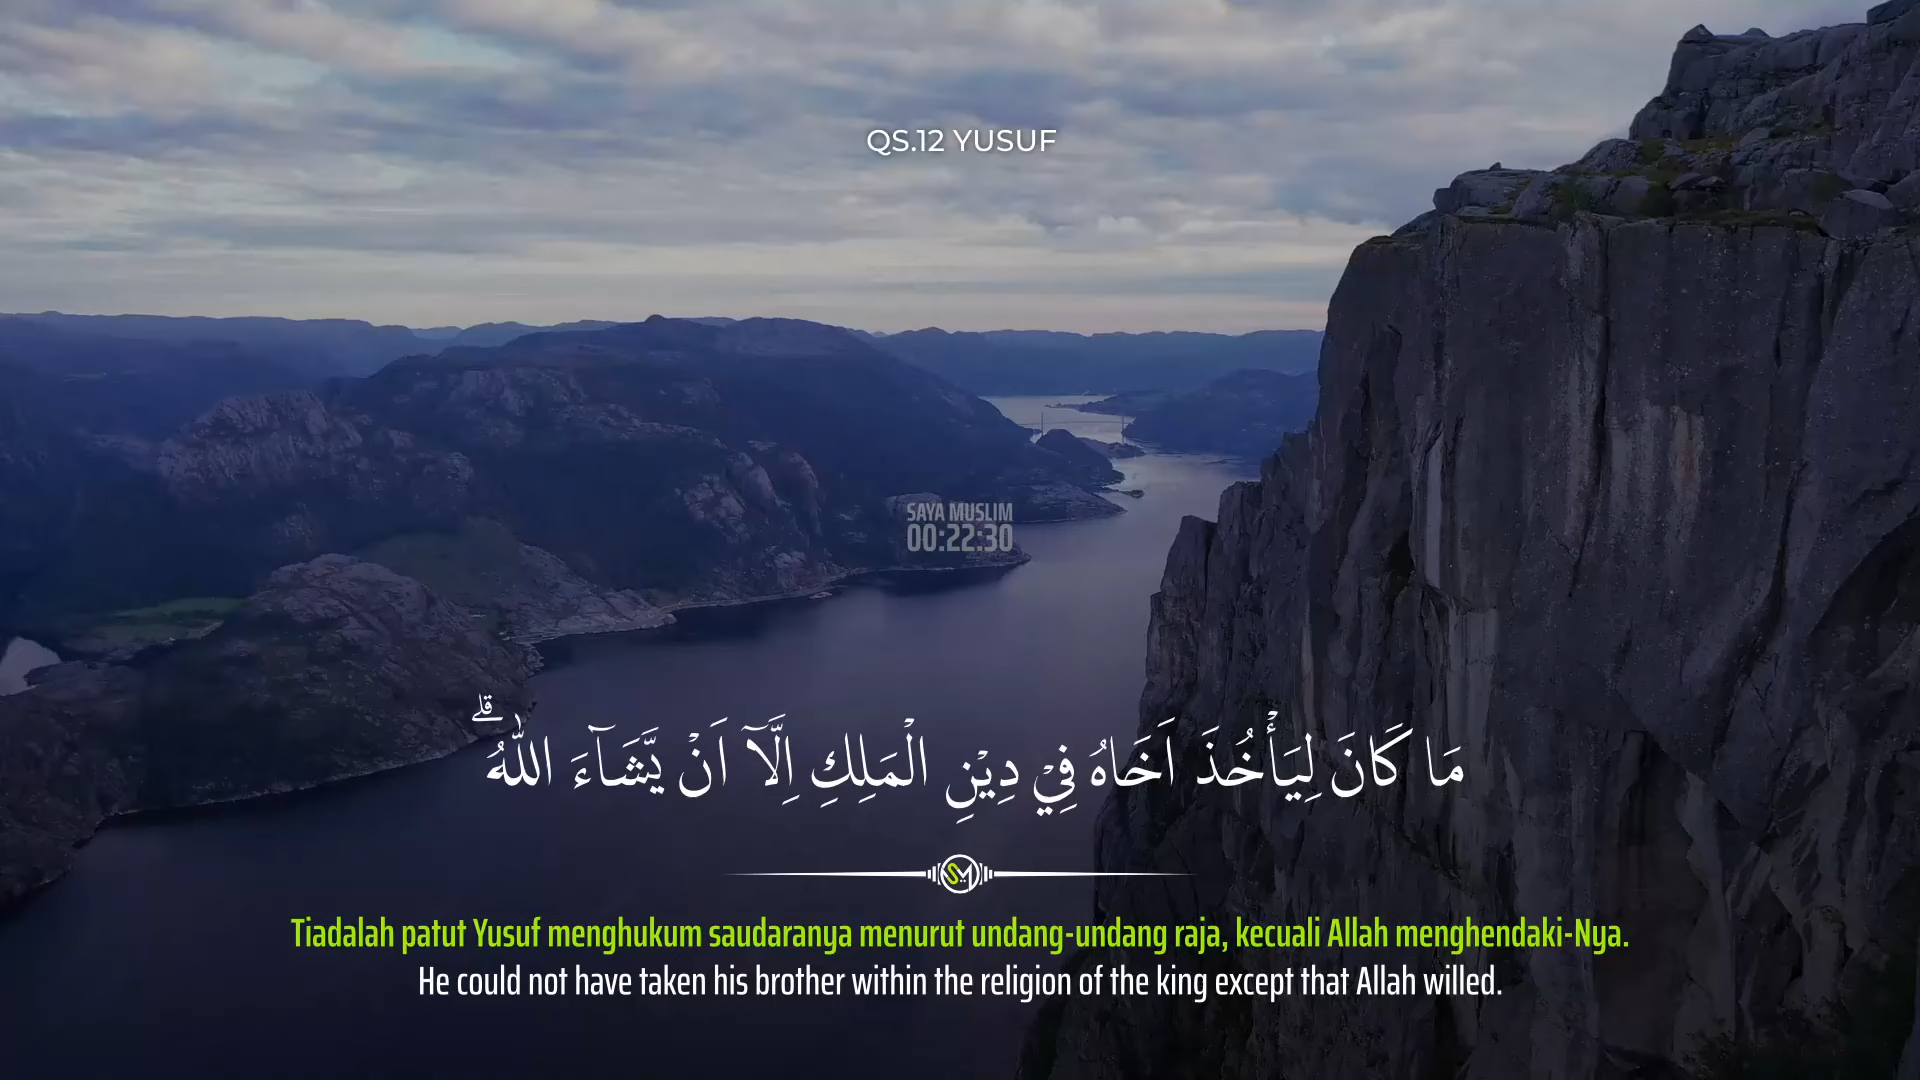 QS.12 YUSUF
SAYA MUSLIM
00:22:30
مَا كَانَ لِيَأْخُذَ اَخَاهُ فِيْ دِيْنِ الْمَلِكِ اِلَّآ اَنْ يَّشَاۤءَ اللّٰهُ ۗ
SM
Tiadalah patut Yusuf menghukum saudaranya menurut undang-undang raja, kecuali Allah menghendaki-Nya.
He could not have taken his brother within the religion of the king except that Allah willed.